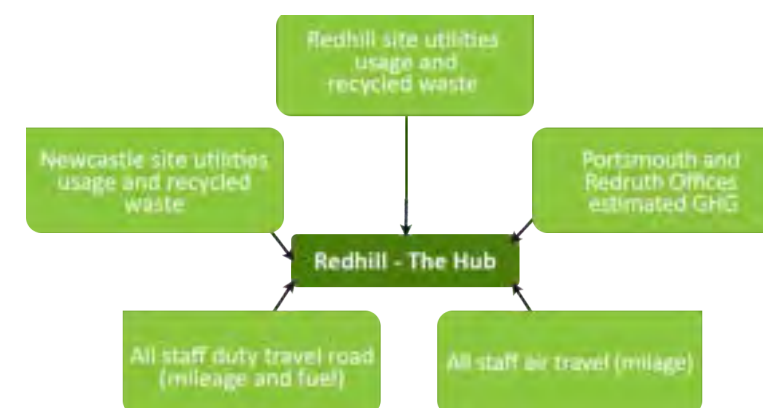 Redhill site utilities
usage and
recycled waste
Newcastle site utilities
usage and recycled
waste
Portsmouth and
Redruth Offices
estimated GHG
Redhill - The Hub
All staff duty travel road
(mileage and fuel)
All staff air travel (milage)